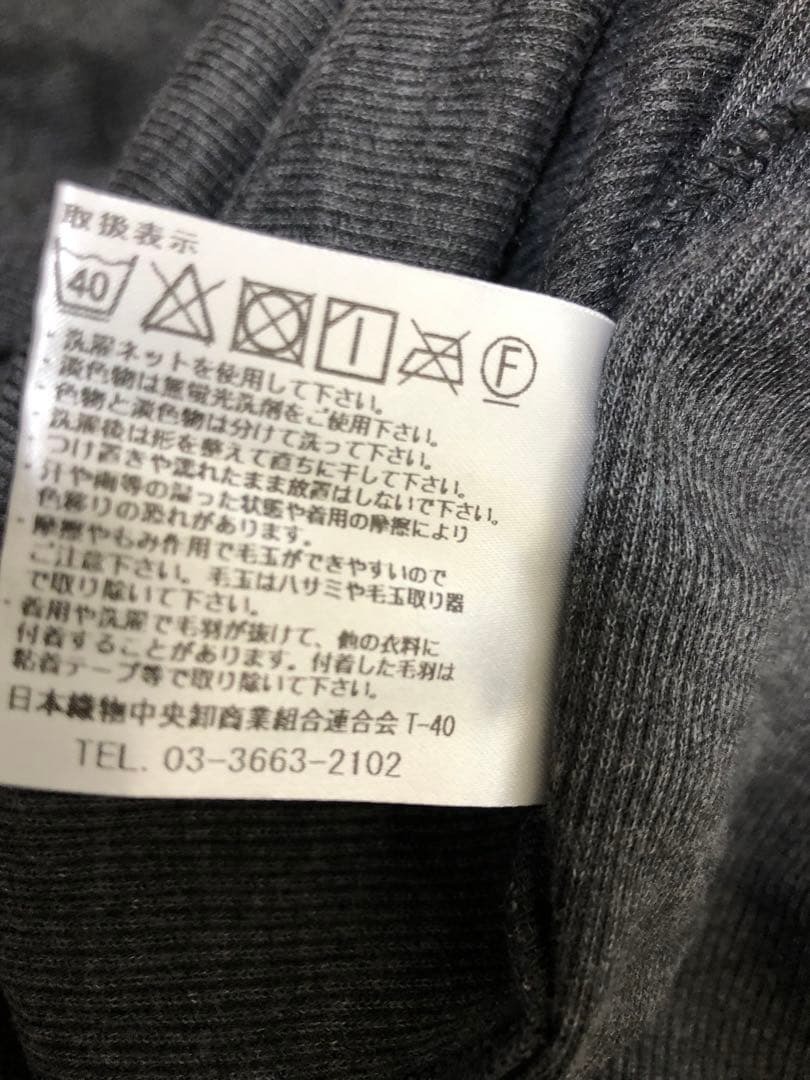 取扱表示
40 F
・洗濯ネットを使用して下さい。
・淡色物は無蛍光洗剤をご使用下さい。
・色物と淡色物は分けて洗って下さい。
・洗濯後は形を整えて直ちに干して下さい。
・つけ置きや濡れたまま放置はしないで下さい。
・汗や雨等の湿った状態や着用の摩擦により
色移りの恐れがあります。
・摩擦やもみ作用で毛玉ができやすいので
ご注意下さい。毛玉はハサミや毛玉取り器
で取り除いて下さい。
・着用や洗濯で毛羽が抜けて、他の衣料に
付着することがあります。付着した毛羽は
粘着テープ等で取り除いて下さい。
日本織物中央卸商業組合連合会 T-40
TEL. 03-3663-2102